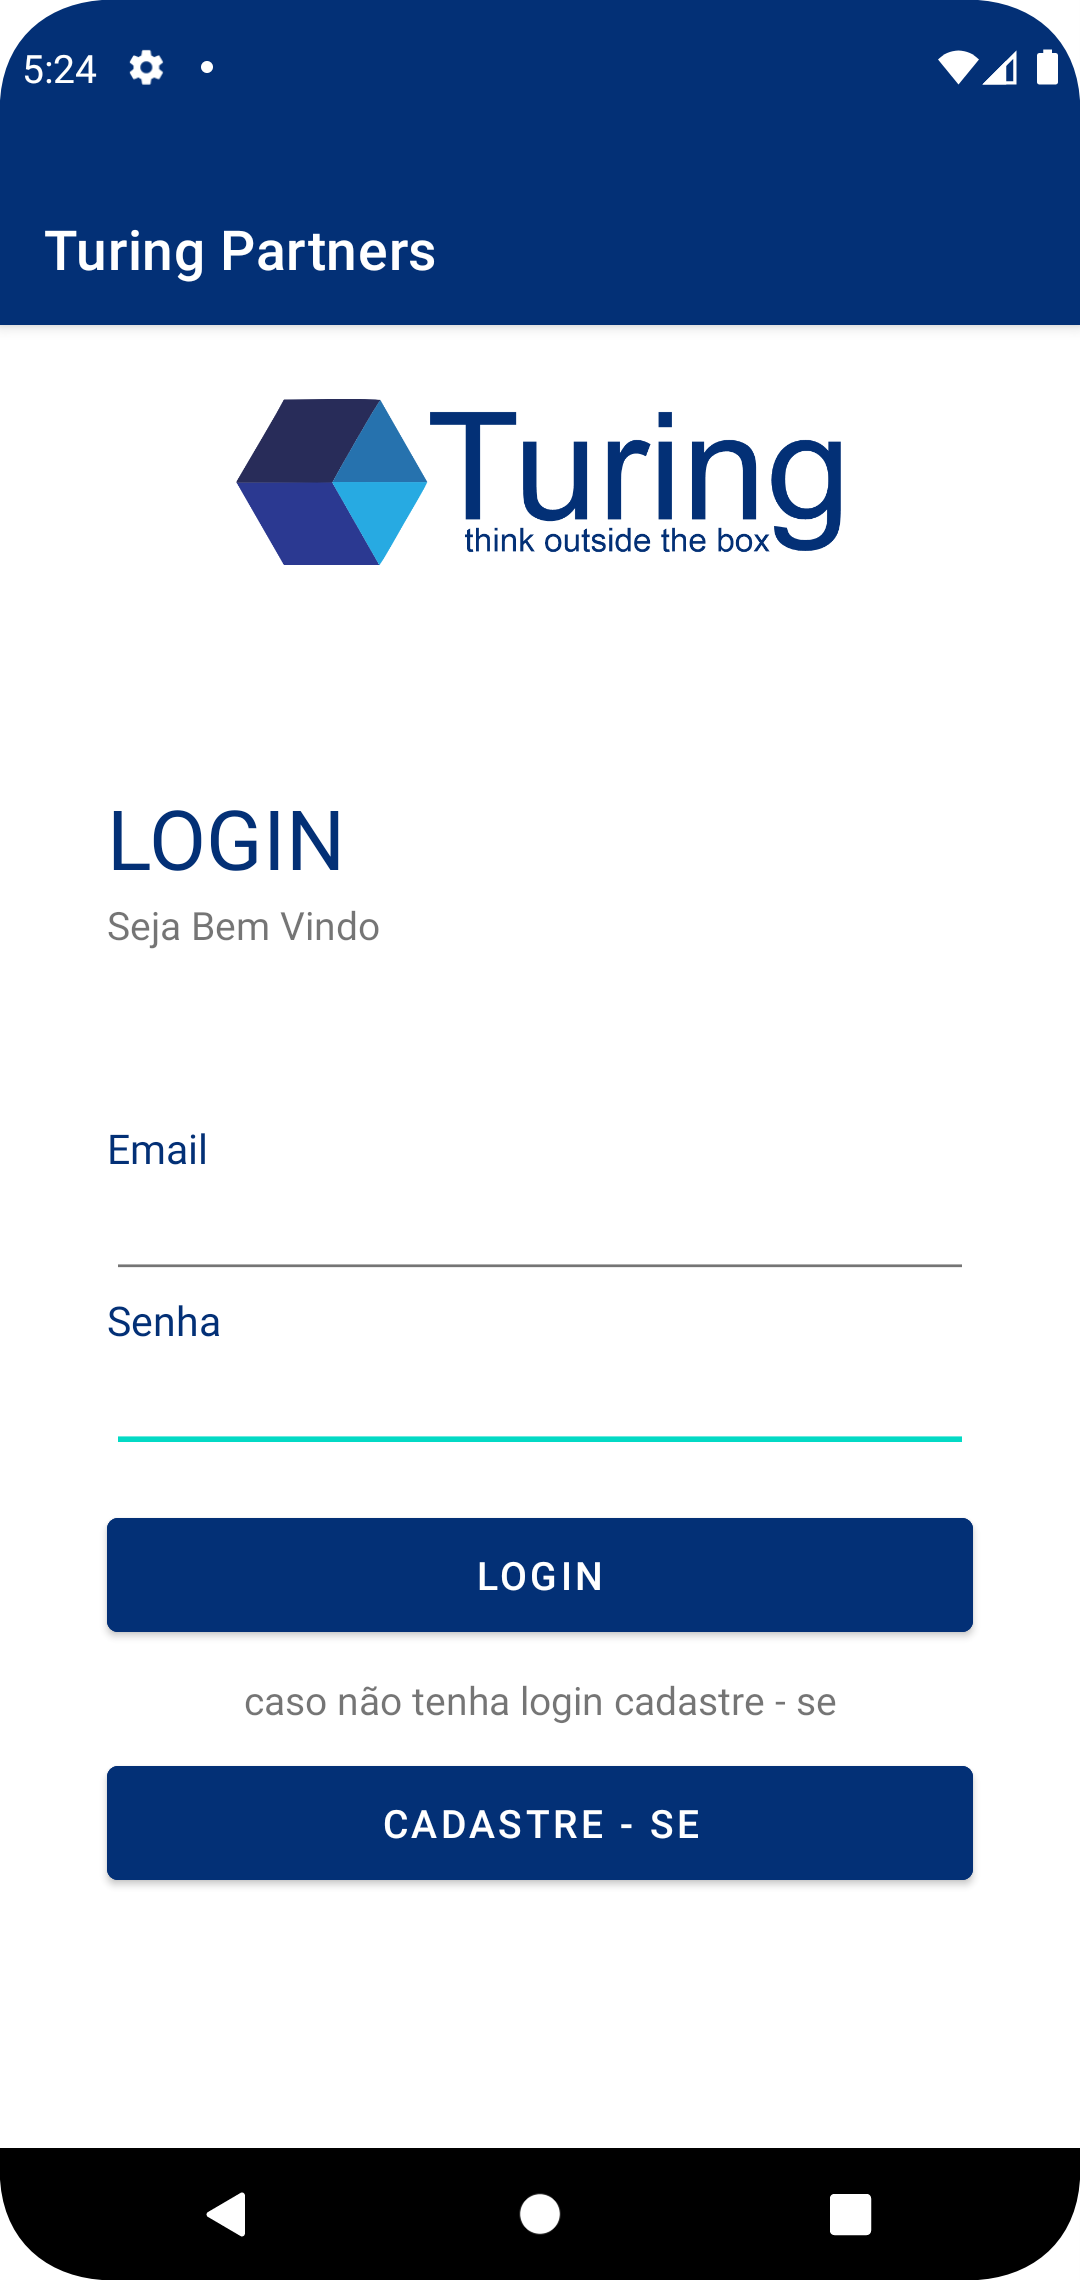 5:24
Turing Partners
Turing
think outside the box
LOGIN
Seja Bem Vindo
Email
Senha
LOGIN
caso não tenha login cadastre - se
CADASTRE - SE